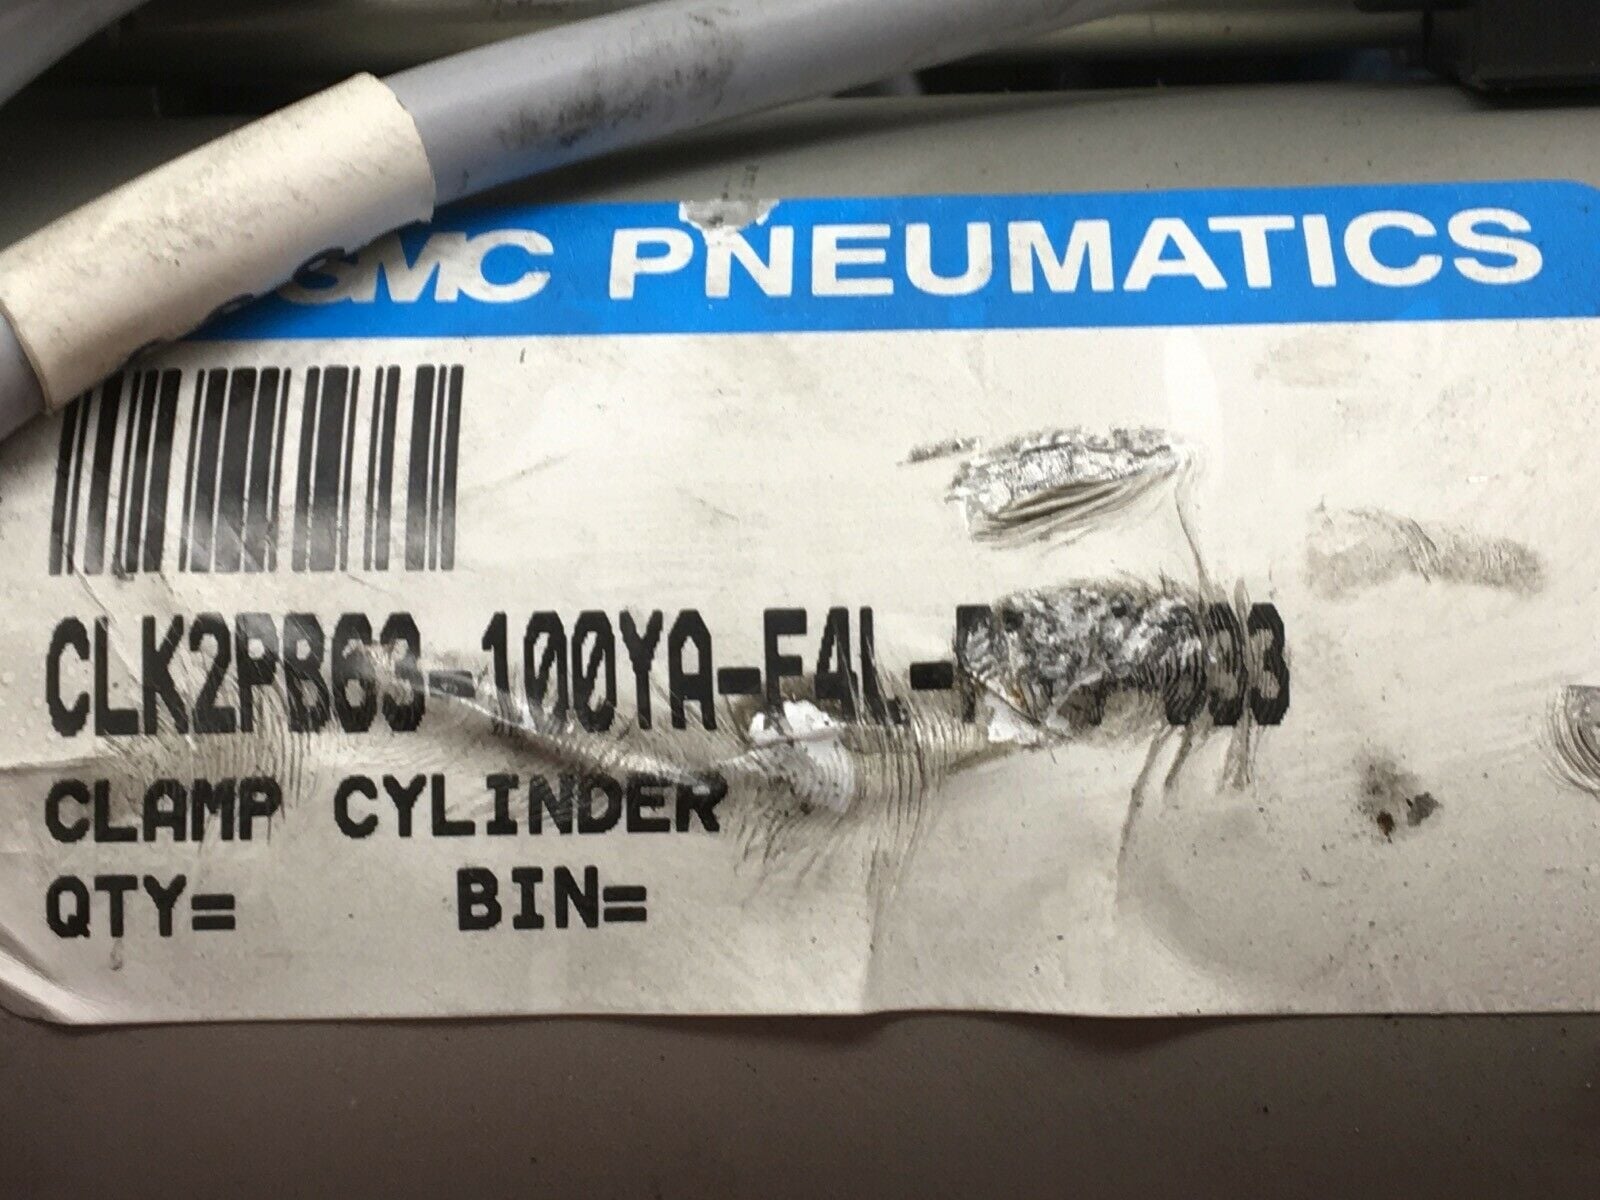 SMC PNEUMATICS
CLK2PB63-100YA-F4L-
CLAMP CYLINDER
QTY= BIN=